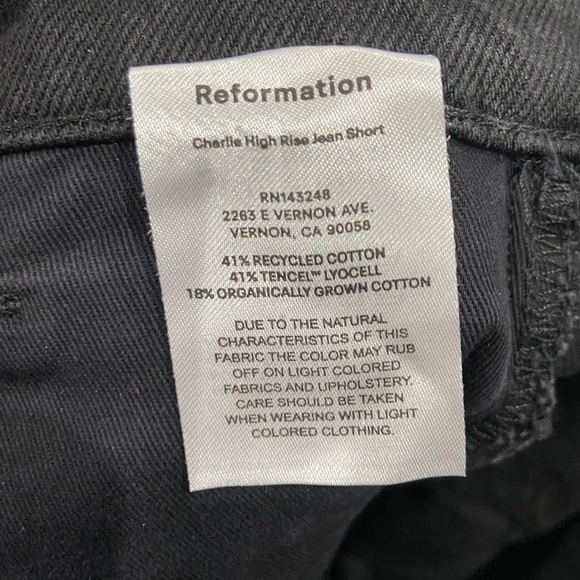 Reformation
Charlie High Rise Jean Short
RN143248
2263 E VERNON AVE.
VERNON, CA 90058
41% RECYCLED COTTON
41% TENCEL™ LYOCELL
18% ORGANICALLY GROWN COTTON
DUE TO THE NATURAL
CHARACTERISTICS OF THIS
FABRIC THE COLOR MAY RUB
OFF ON LIGHT COLORED
FABRICS AND UPHOLSTERY.
CARE SHOULD BE TAKEN
WHEN WEARING WITH LIGHT
COLORED CLOTHING.